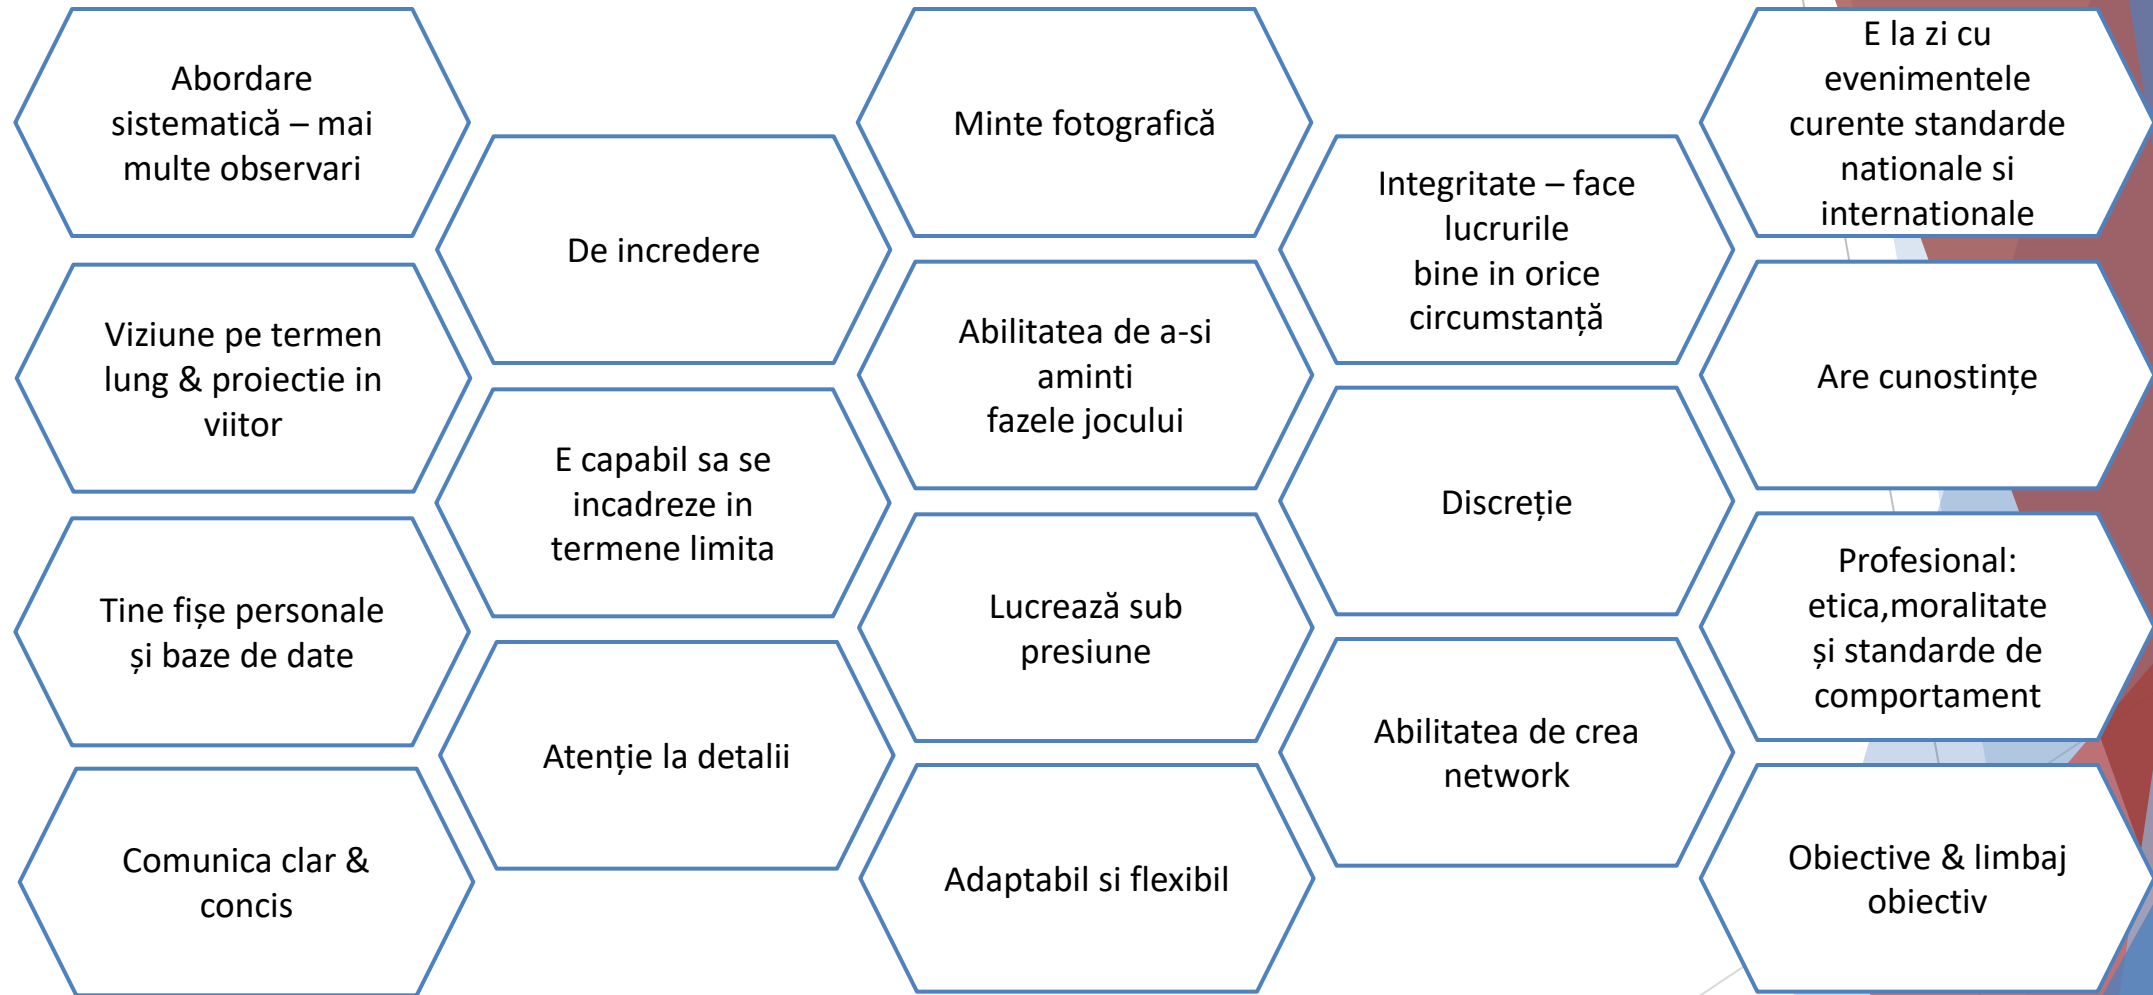 Abordare
sistematică – mai
multe observari
Viziune pe termen
lung & proiectie in
viitor
Tine fișe personale
și baze de date
Comunica clar &
concis
De incredere
E capabil sa se
incadreze in
termene limita
Atenție la detalii
Minte fotografică
Abilitatea de a-si
aminti
fazele jocului
Lucrează sub
presiune
Adaptabil si flexibil
Integritate – face
lucrurile
bine in orice
circumstanță
Discreție
Abilitatea de crea
network
E la zi cu
evenimentele
curente standarde
nationale si
internationale
Are cunostințe
Profesional:
etica,moralitate
și standarde de
comportament
Obiective & limbaj
obiectiv